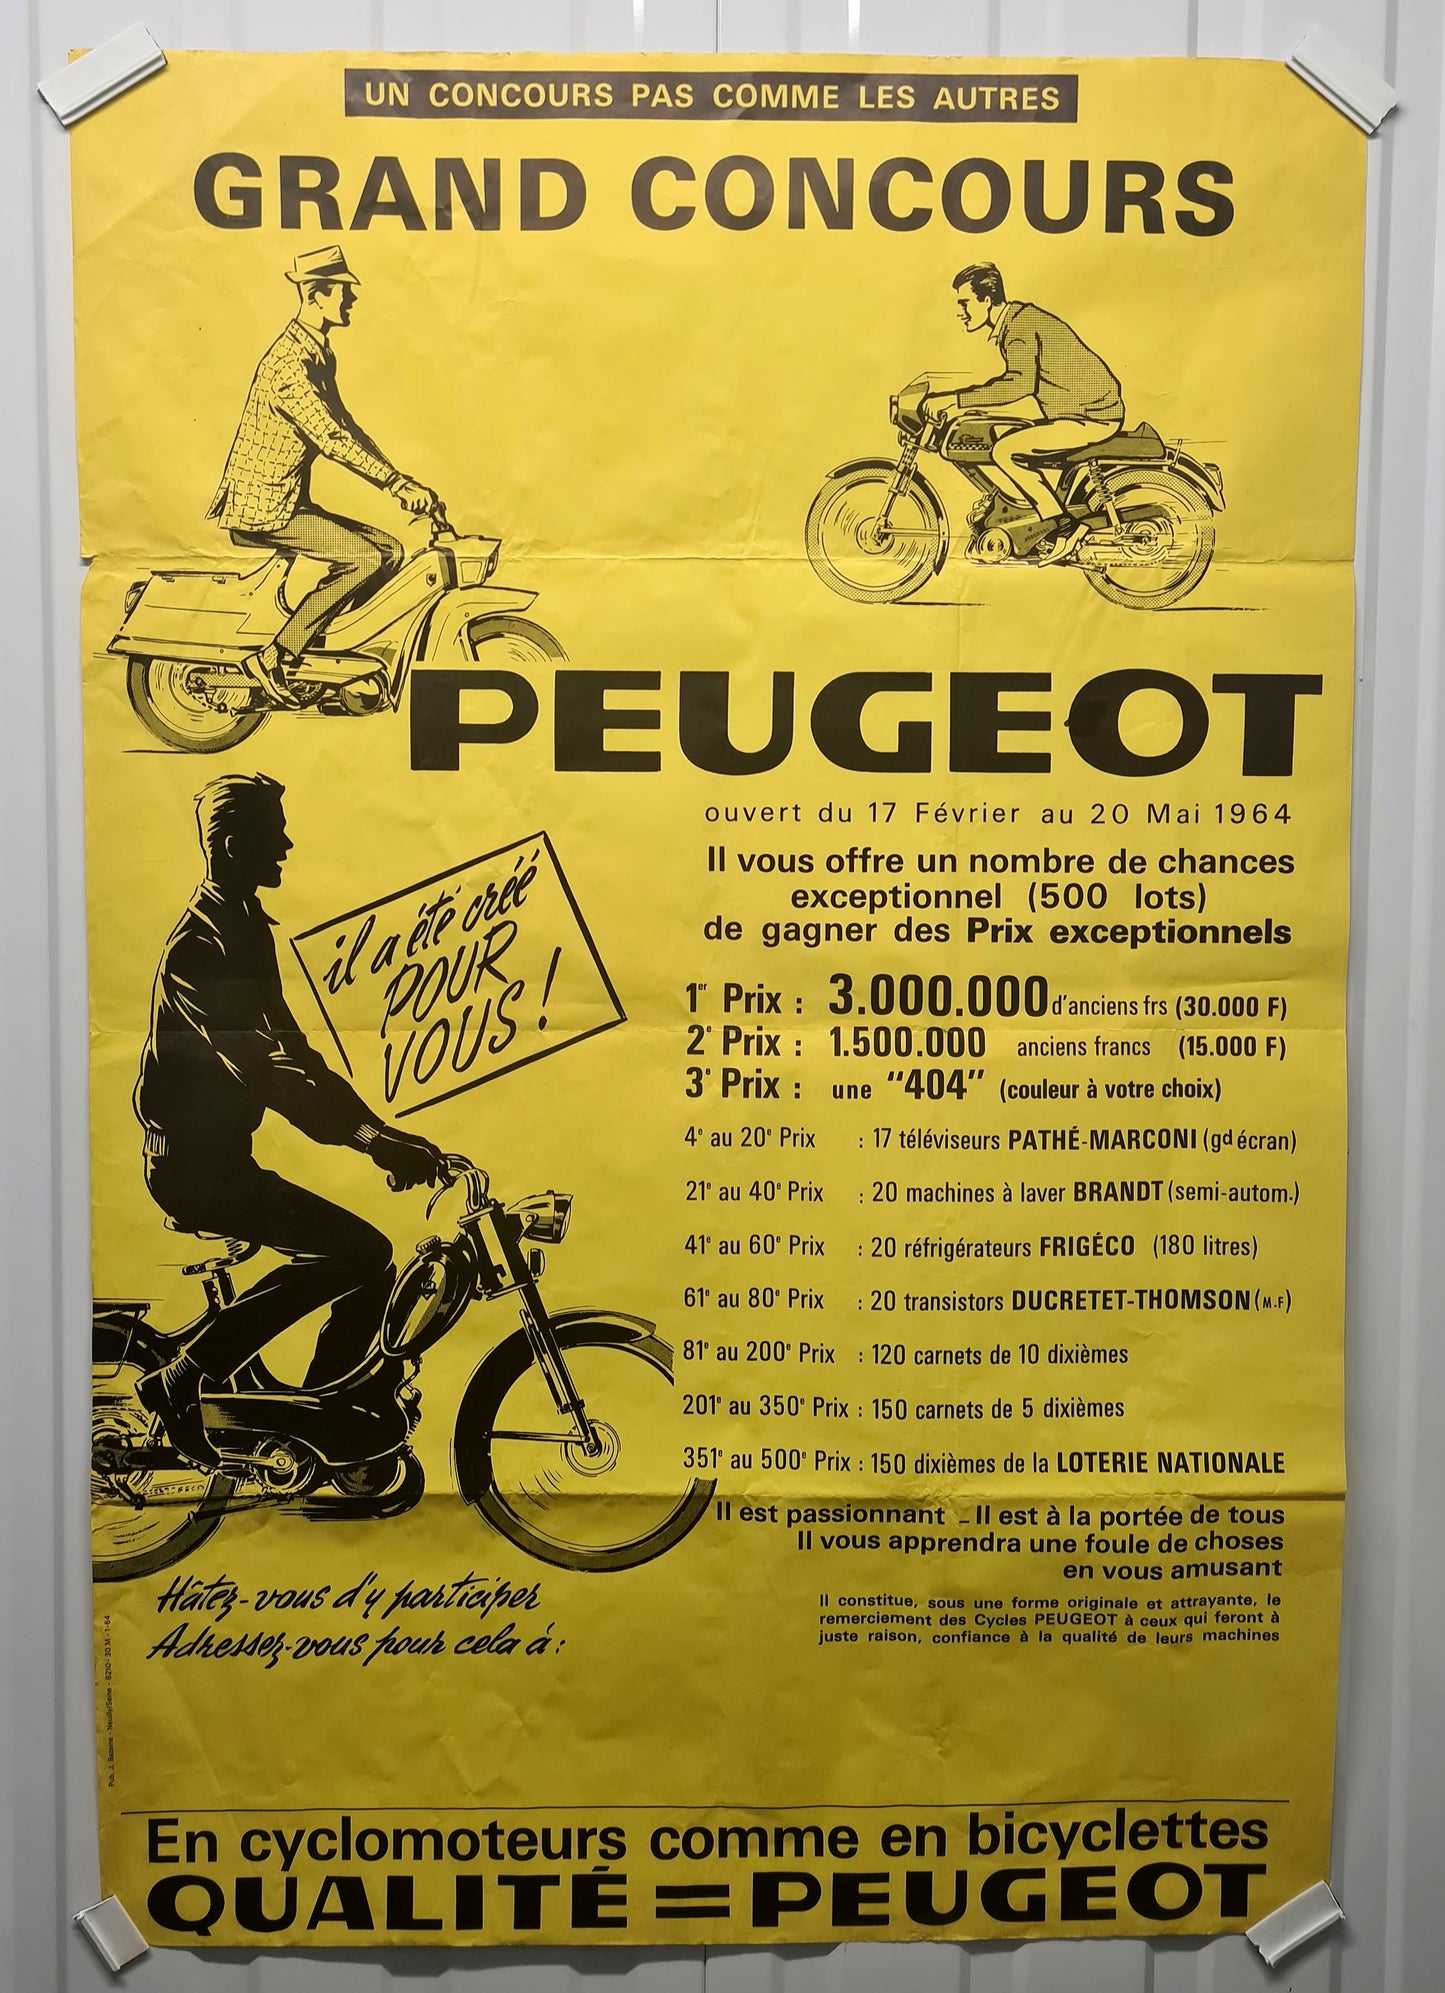 UN CONCOURS PAS COMME LES AUTRES
GRAND CONCOURS
PEUGEOT
ouvert du 17 Février au 20 Mai 1964
Il vous offre un nombre de chances
exceptionnel (500 lots)
de gagner des Prix exceptionnels
il a été créé
POUR
VOUS !
1er Prix : 3.000.000 d'anciens frs (30.000 F)
2e Prix : 1.500.000 anciens francs (15.000 F)
3e Prix : une "404" (couleur à votre choix)
4e au 20e Prix : 17 téléviseurs PATHÉ-MARCONI (gd écran)
21e au 40e Prix : 20 machines à laver BRANDT (semi-autom.)
41e au 60e Prix : 20 réfrigérateurs FRIGÉCO (180 litres)
61e au 80e Prix : 20 transistors DUCRETET-THOMSON (M.F)
81e au 200e Prix : 120 carnets de 10 dixièmes
201e au 350e Prix : 150 carnets de 5 dixièmes
351e au 500e Prix : 150 dixièmes de la LOTERIE NATIONALE
Il est passionnant - Il est à la portée de tous
Il vous apprendra une foule de choses
en vous amusant
Il constitue, sous une forme originale et attrayante, le
remerciement des Cycles PEUGEOT à ceux qui feront à
juste raison, confiance à la qualité de leurs machines
Hâtez-vous d'y participer
Adressez-vous pour cela à :
Pub. J. Bazaine - Neuilly/Seine - 6210 - 30 M - 1-64
En cyclomoteurs comme en bicyclettes
QUALITÉ = PEUGEOT